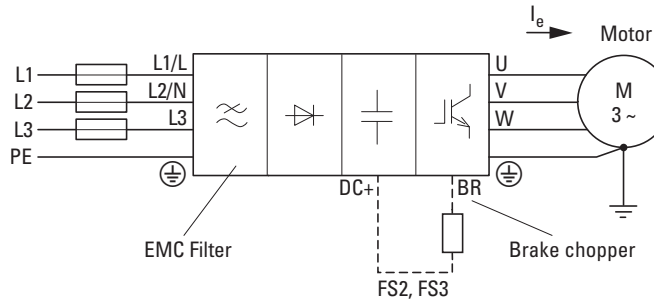 Ie
Motor
L1
L1/L
U
L2
L2/N
V
M
3 ~
L3
L3
W
PE
DC+
BR
EMC Filter
Brake chopper
FS2, FS3